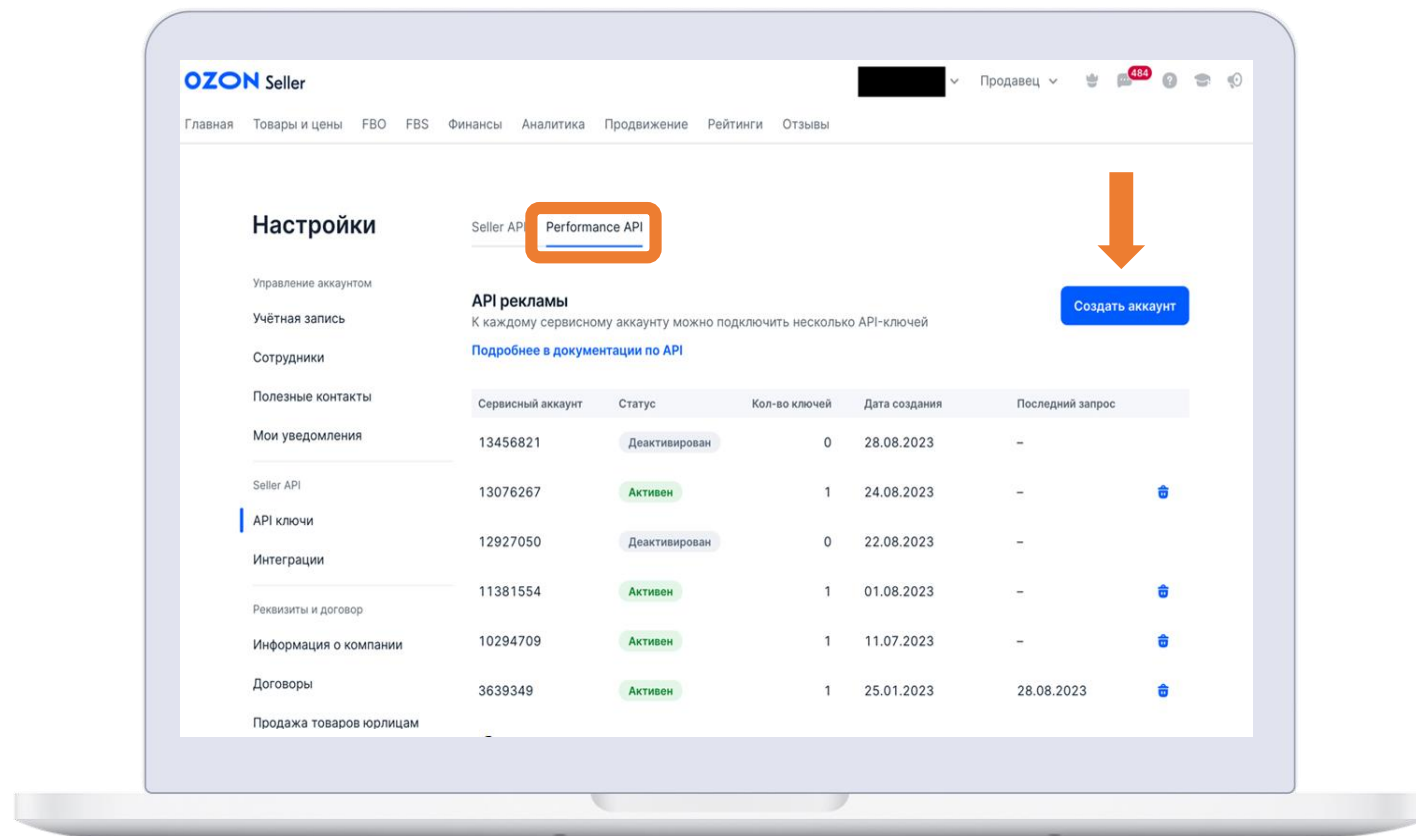 OZON Seller
Продавец
484
?
Главная Товары и цены FBO FBS Финансы Аналитика Продвижение Рейтинги Отзывы
Настройки
Управление аккаунтом
Учётная запись
Сотрудники
Полезные контакты
Мои уведомления
Seller API
API ключи
Интеграции
Реквизиты и договор
Информация о компании
Договоры
Продажа товаров юрлицам
Seller API Performance API
API рекламы
К каждому сервисному аккаунту можно подключить несколько API-ключей
Подробнее в документации по API
Создать аккаунт
Сервисный аккаунт Статус Кол-во ключей Дата создания Последний запрос
13456821 Деактивирован 0 28.08.2023 –
13076267 Активен 1 24.08.2023 –
12927050 Деактивирован 0 22.08.2023 –
11381554 Активен 1 01.08.2023 –
10294709 Активен 1 11.07.2023 –
3639349 Активен 1 25.01.2023 28.08.2023